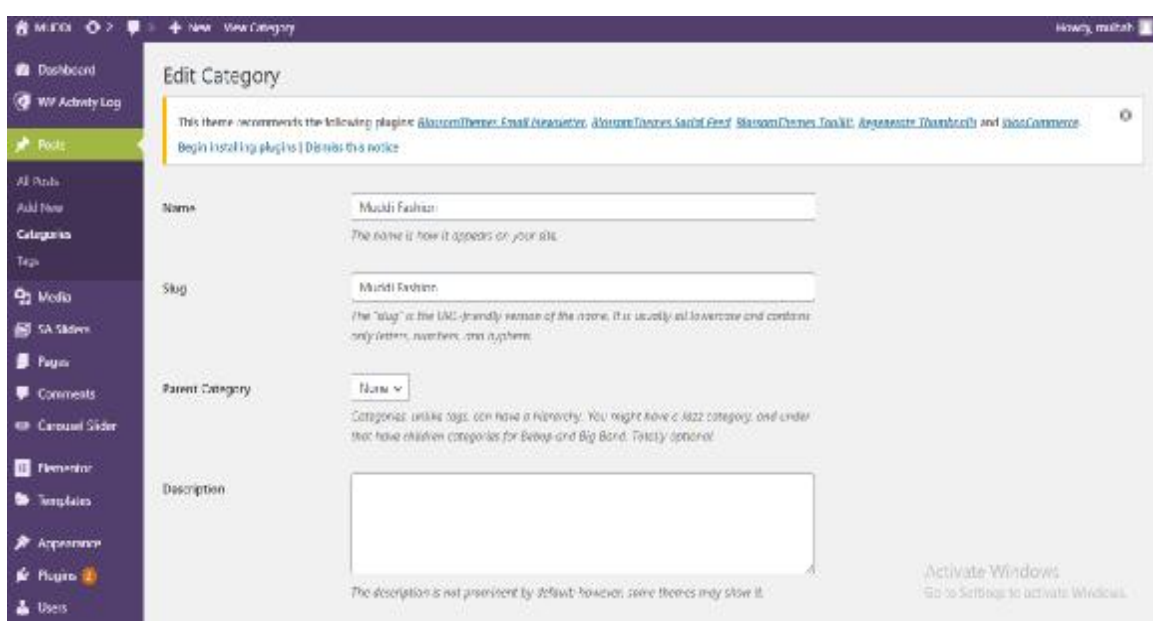 2 + New View Category
Howdy,
Dashboard
WP Activity Log
Posts
All Posts
Add New
Categories
Tags
Media
SA Sliders
Pages
Comments
Carousel Slider
Elementor
Templates
Appearance
Plugins 2
Users
Edit Category
This theme recommends the following plugins: BlossomThemes Email Newsletter, BlossomThemes Social Feed, BlossomThemes Toolkit, Regenerate Thumbnails and WooCommerce.
Begin installing plugins | Dismiss this notice
Name
Fashion
The name is how it appears on your site.
Slug
Fashion
The "slug" is the URL-friendly version of the name. It is usually all lowercase and contains
only letters, numbers, and hyphens.
Parent Category
None
Categories, unlike tags, can have a hierarchy. You might have a Jazz category, and under
that have children categories for Bebop and Big Band. Totally optional.
Description
The description is not prominent by default; however, some themes may show it.
Activate Windows
Go to Settings to activate Windows.